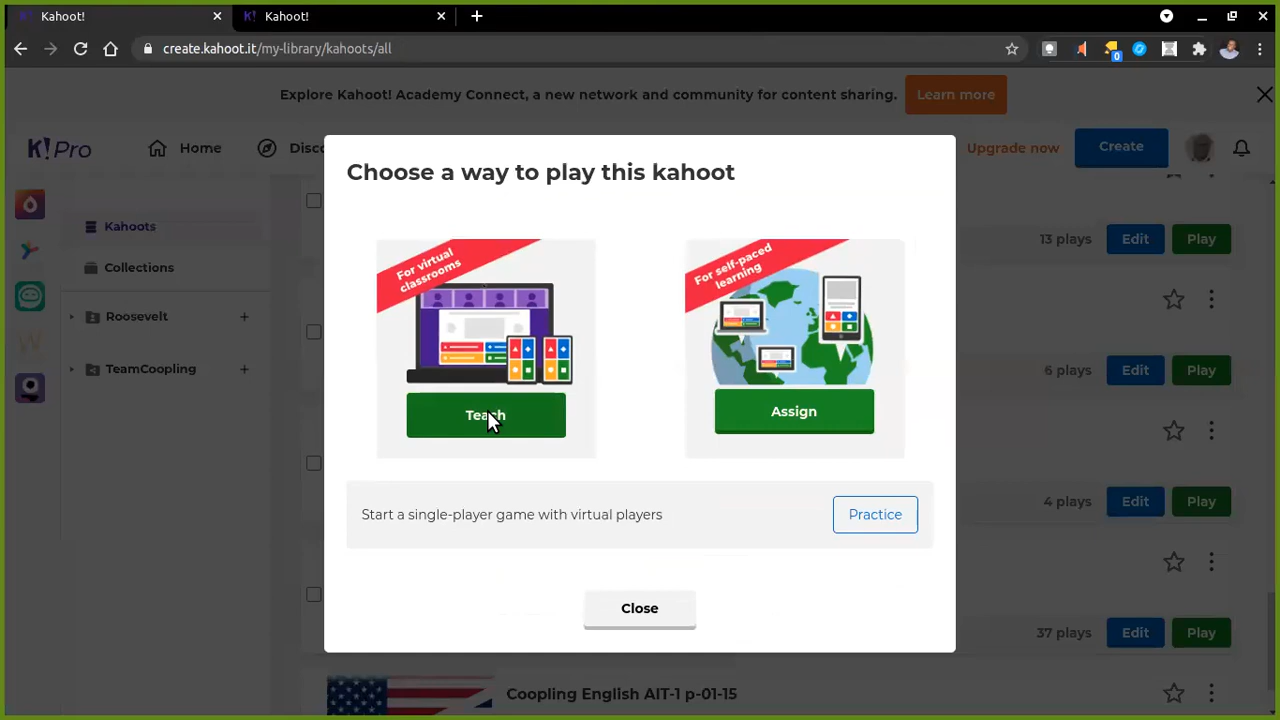 Kahoot!
Kahoot!
create.kahoot.it/my-library/kahoots/all
0
Explore Kahoot! Academy Connect, a new network and community for content sharing.
Learn more
K!Pro
Home
Disco
Upgrade now
Create
Choose a way to play this kahoot
Kahoots
Collections
Roosevelt
TeamCoopling
For virtual
classrooms
Teach
For self-paced
learning
Assign
Start a single-player game with virtual players
Practice
Close
13 plays
Edit
Play
6 plays
Edit
Play
4 plays
Edit
Play
37 plays
Edit
Play
Coopling English AIT-1 p-01-15